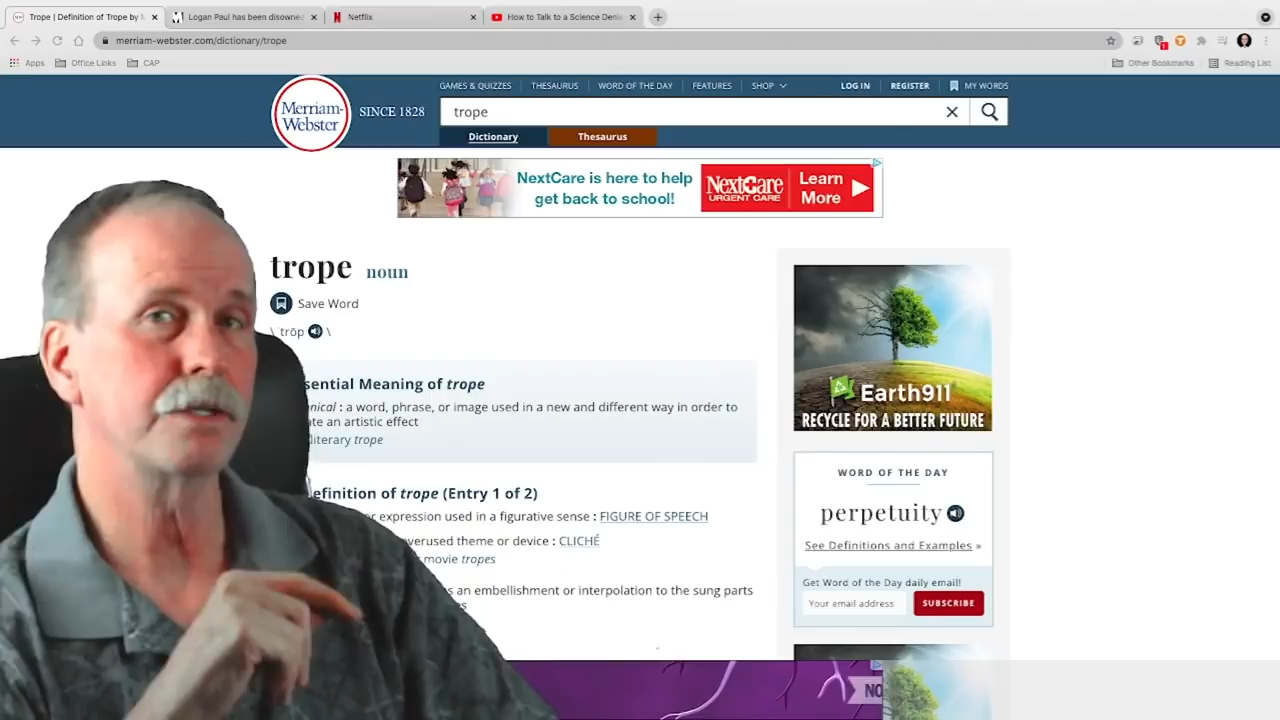 Trope | Definition of Trope by M
Logan Paul has been disowne
Netflix
How to Talk to a Science Denie
merriam-webster.com/dictionary/trope
Apps
Office Links
CAP
Other Bookmarks
Reading List
GAMES & QUIZZES
THESAURUS
WORD OF THE DAY
FEATURES
SHOP
LOG IN
REGISTER
MY WORDS
Merriam-
Webster
SINCE 1828
trope
Dictionary
Thesaurus
NextCare is here to help
get back to school!
NextCare
URGENT CARE
Learn
More
trope noun
Save Word
\ ˈtrōp \
sential Meaning of trope
nical : a word, phrase, or image used in a new and different way in order to
ate an artistic effect
literary trope
efinition of trope (Entry 1 of 2)
or expression used in a figurative sense : FIGURE OF SPEECH
overused theme or device : CLICHÉ
movie tropes
s an embellishment or interpolation to the sung parts
Earth911
RECYCLE FOR A BETTER FUTURE
WORD OF THE DAY
perpetuity
See Definitions and Examples »
Get Word of the Day daily email!
Your email address
SUBSCRIBE
NO